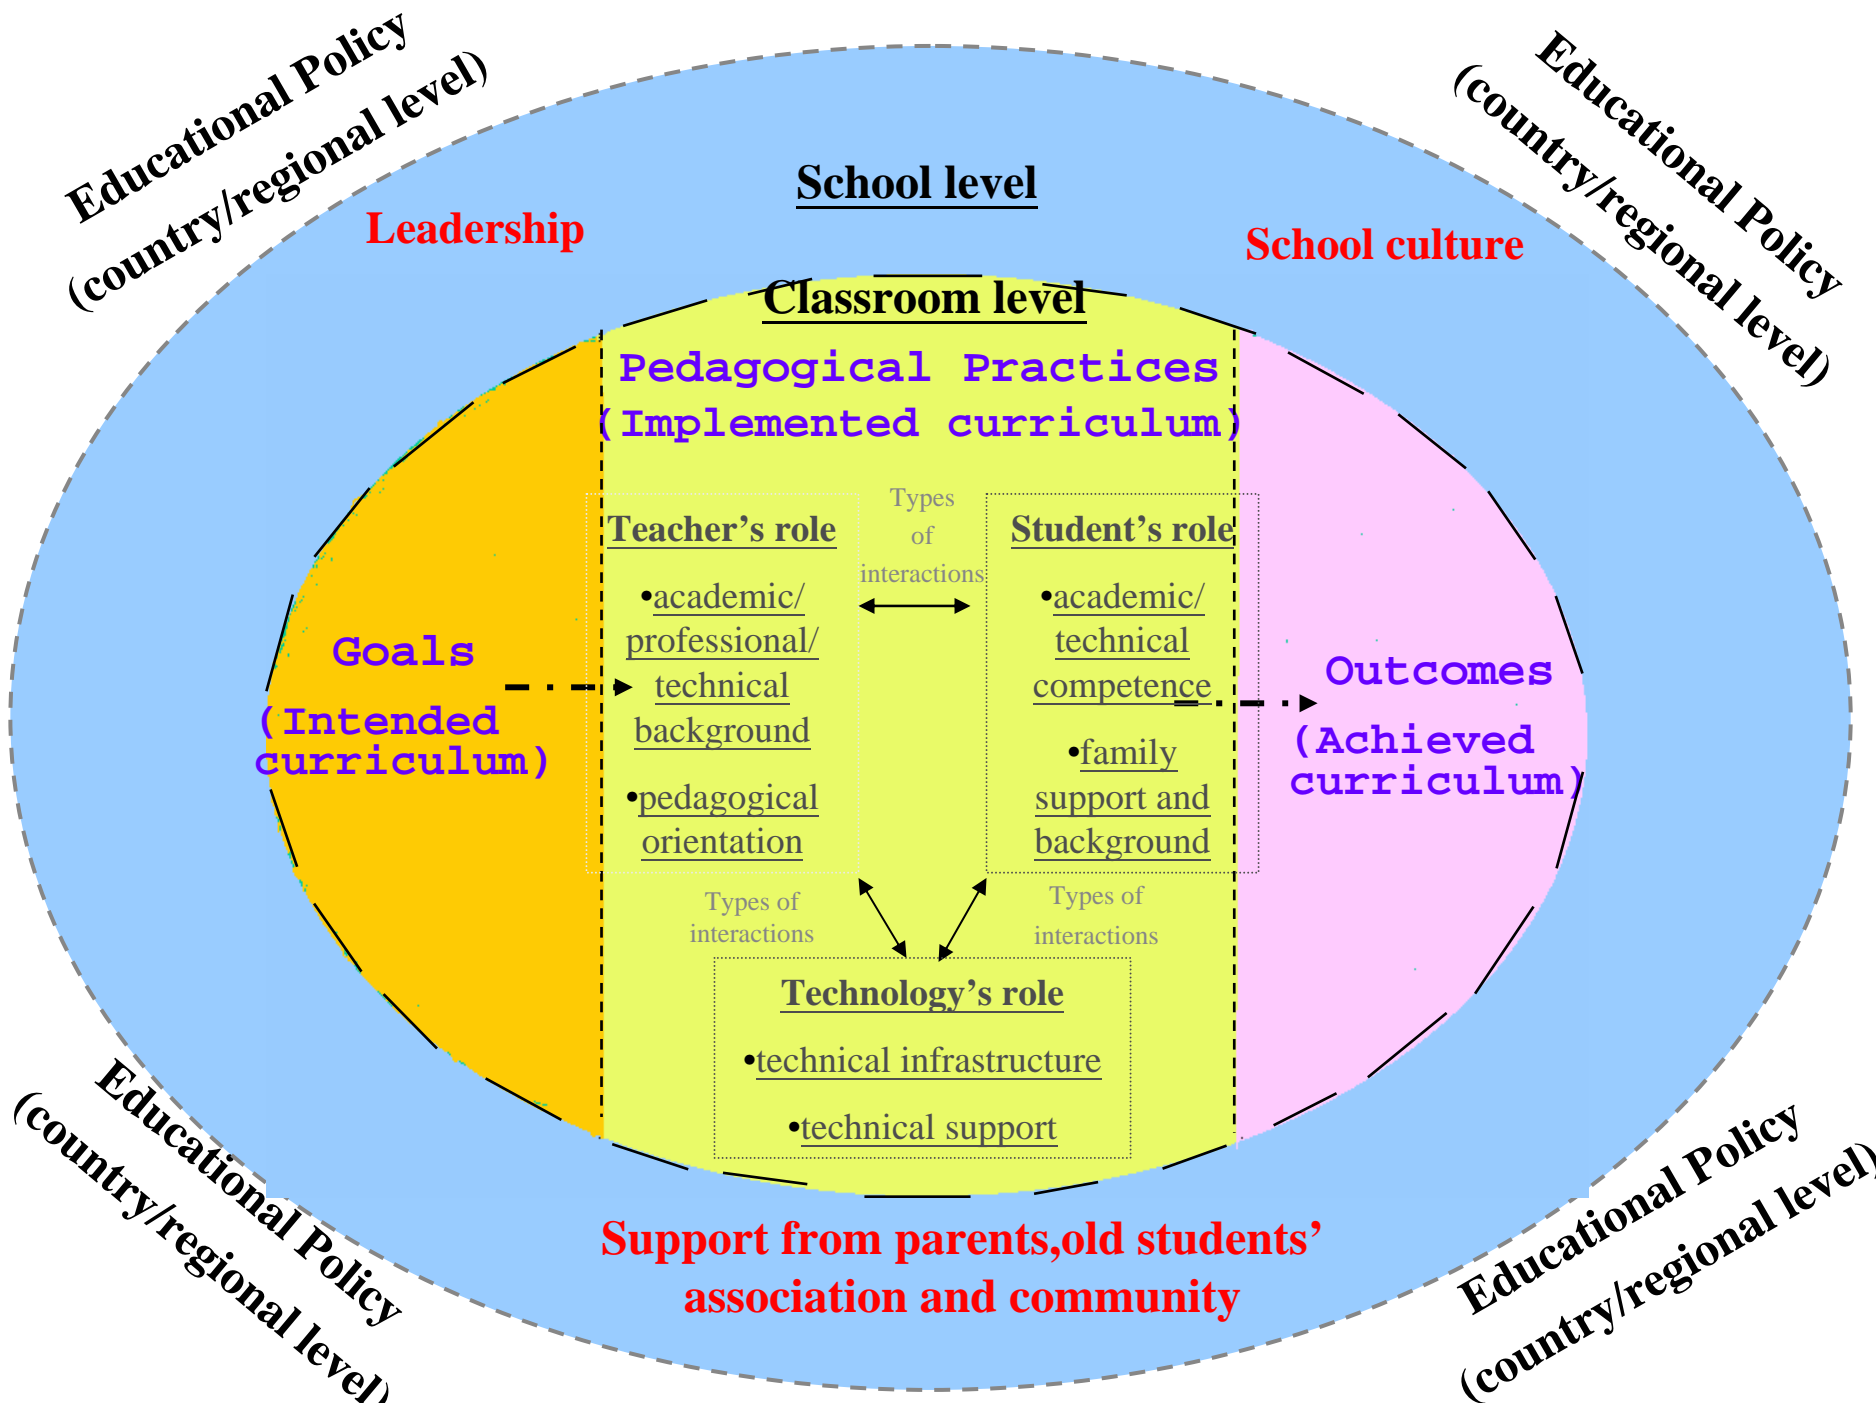 Educational Policy
(country/regional level)
Educational Policy
(country/regional level)
School level
Leadership
School culture
Classroom level
Pedagogical Practices
(Implemented curriculum)
Goals
(Intended
curriculum)
Teacher’s role
•academic/
professional/
technical
background
•pedagogical
orientation
Types
of
interactions
Student’s role
•academic/
technical
competence
•family
support and
background
Outcomes
(Achieved
curriculum)
Types of
interactions
Types of
interactions
Technology’s role
•technical infrastructure
•technical support
Support from parents,old students’
association and community
Educational Policy
(country/regional level)
Educational Policy
(country/regional level)